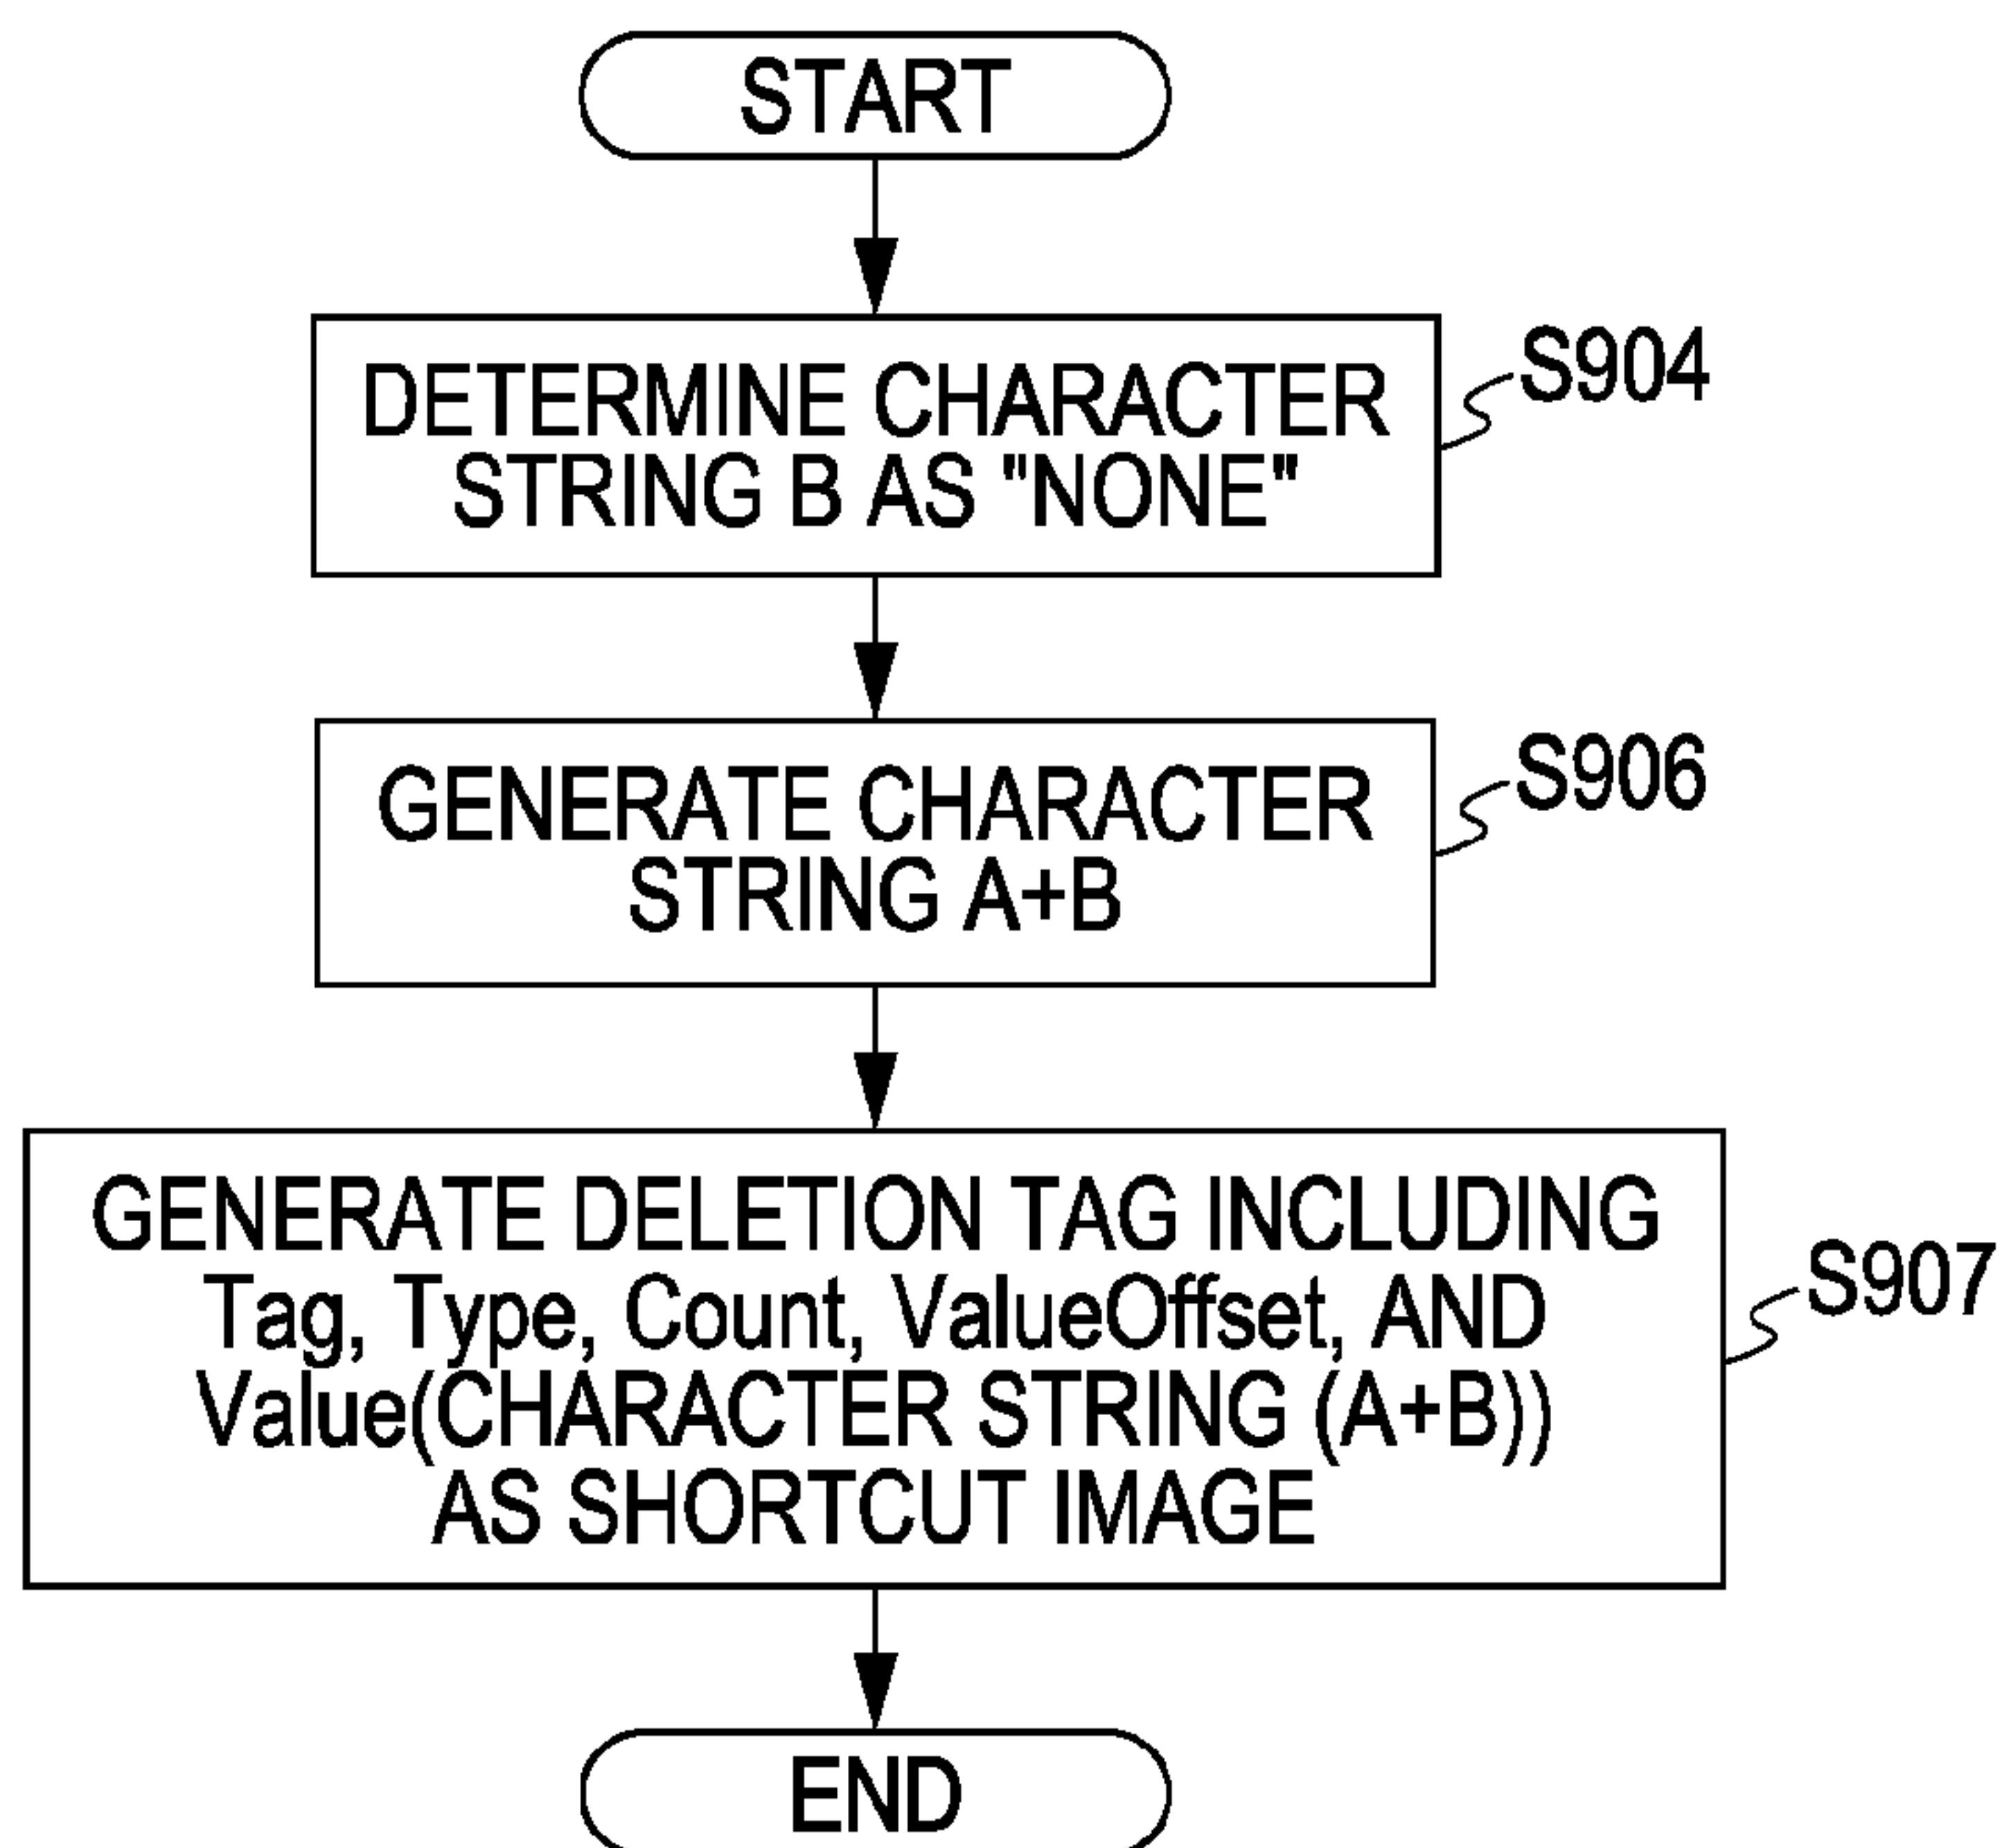 START
DETERMINE CHARACTER
STRING B AS "NONE"
S904
GENERATE CHARACTER
STRING A+B
S906
GENERATE DELETION TAG INCLUDING
Tag, Type, Count, ValueOffset, AND
Value(CHARACTER STRING (A+B))
AS SHORTCUT IMAGE
S907
END